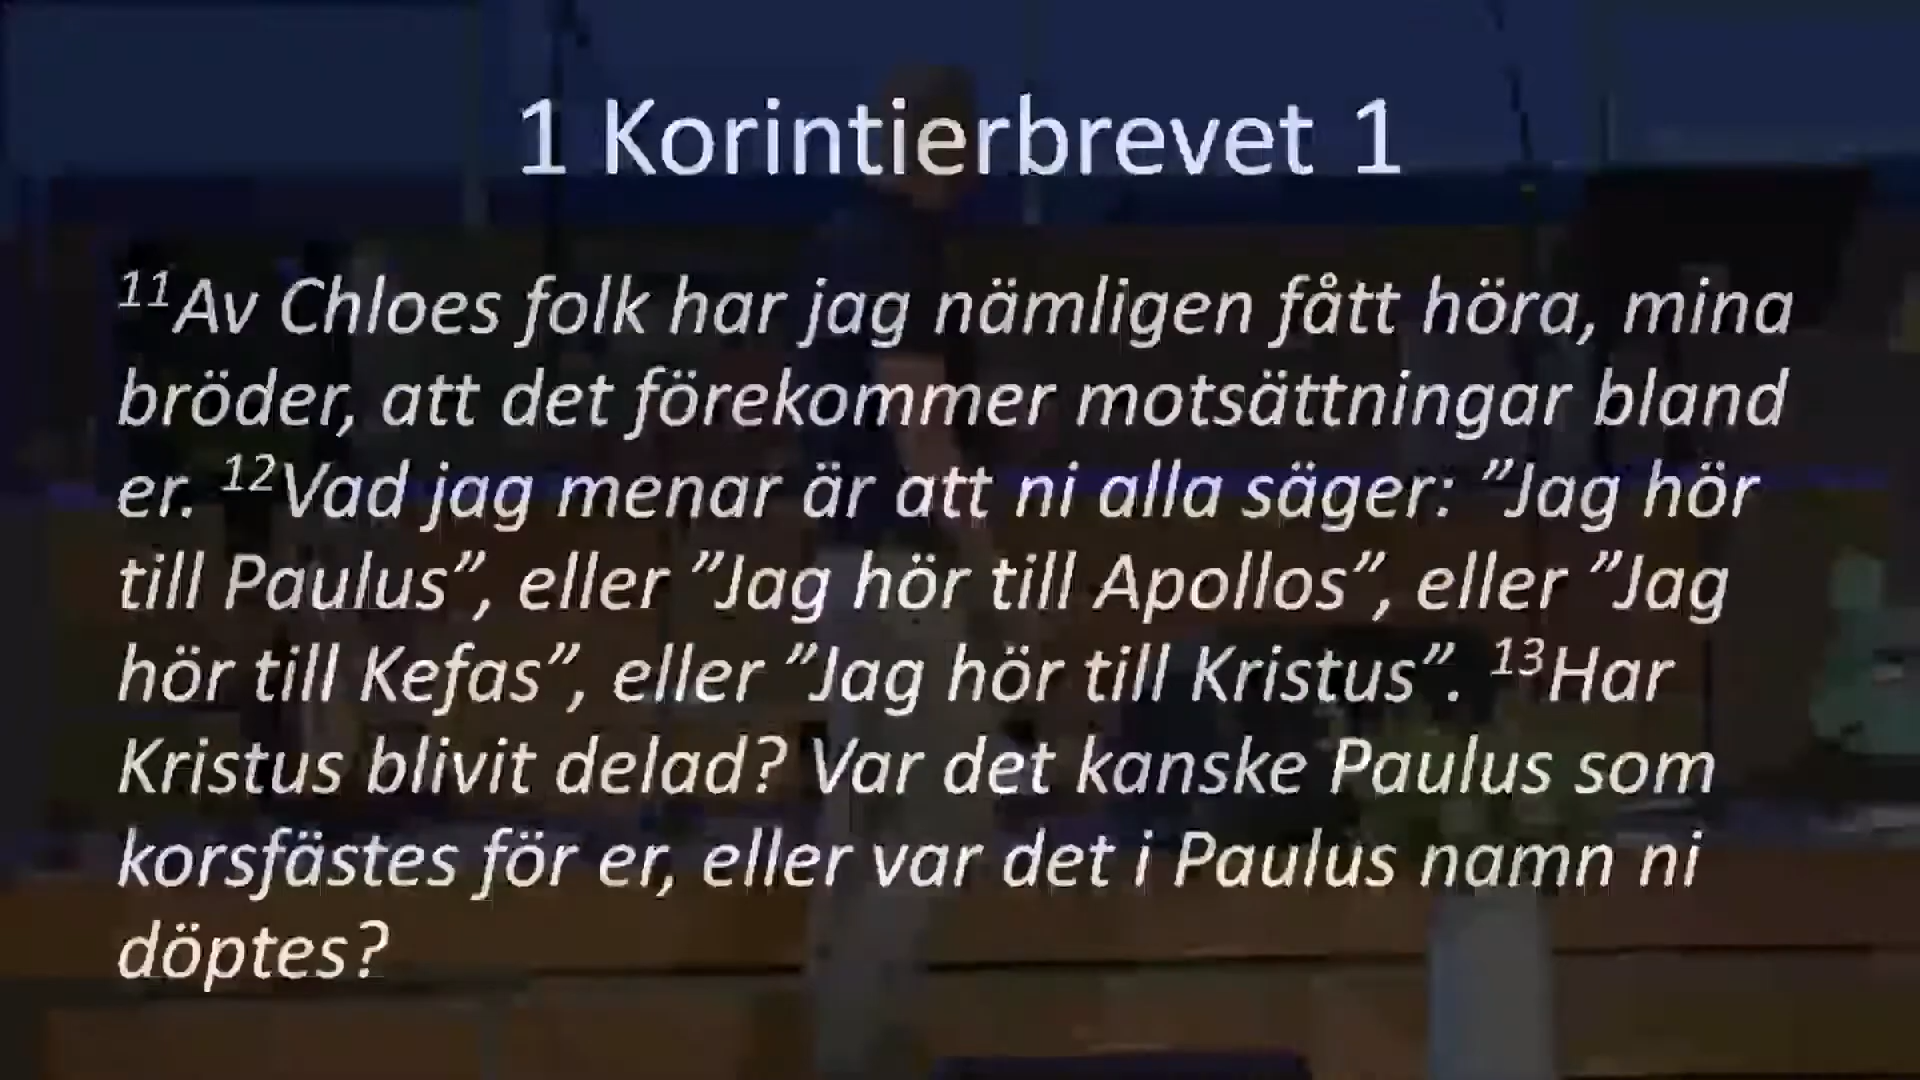 1 Korintierbrevet 1
¹¹Av Chloes folk har jag nämligen fått höra, mina
bröder, att det förekommer motsättningar bland
er. ¹²Vad jag menar är att ni alla säger: ”Jag hör
till Paulus”, eller ”Jag hör till Apollos”, eller ”Jag
hör till Kefas”, eller ”Jag hör till Kristus”. ¹³Har
Kristus blivit delad? Var det kanske Paulus som
korsfästes för er, eller var det i Paulus namn ni
döptes?